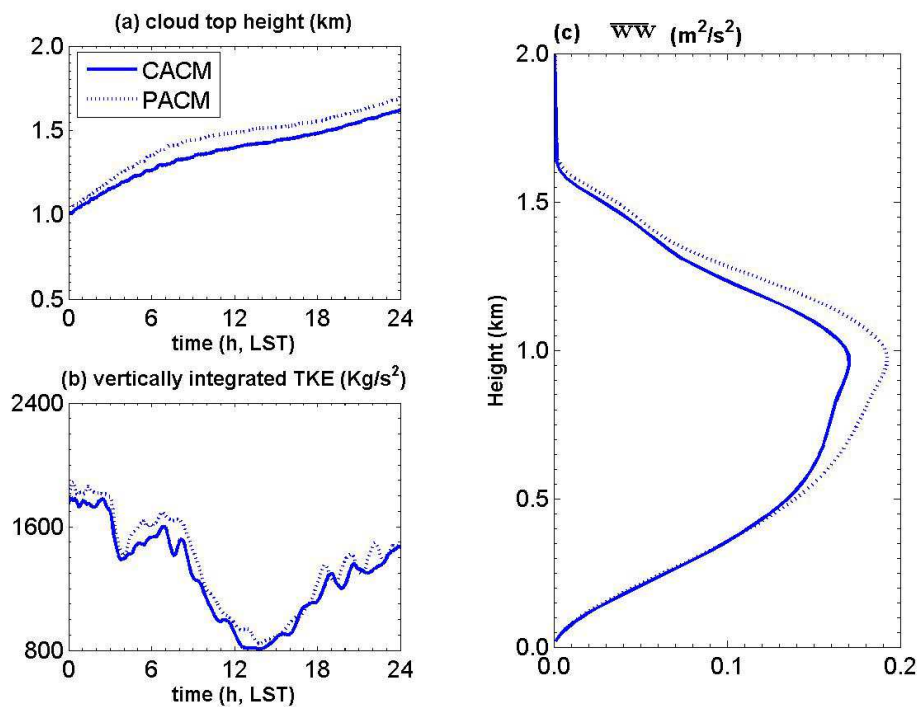 (a) cloud top height (km)
2.0
1.5
1.0
0.5
CACM
PACM
0 6 12 18 24
time (h, LST)
(b) vertically integrated TKE (Kg/s²)
2400
1600
800
0 6 12 18 24
time (h, LST)
(c) w̅w̅ (m²/s²)
2.0
1.5
1.0
0.5
0.0
Height (km)
0.0 0.1 0.2